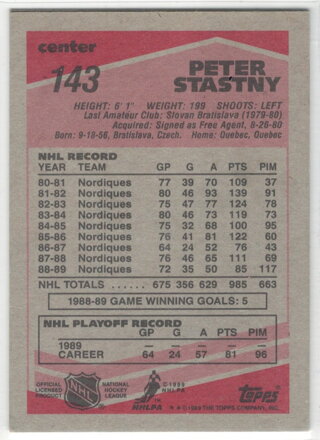 center
143
PETER
STASTNY
HEIGHT: 6' 1" WEIGHT: 199 SHOOTS: LEFT
Last Amateur Club: Slovan Bratislava (1979-80)
Acquired: Signed as Free Agent, 8-26-80
Born: 9-18-56, Bratislava, Czech. Home: Quebec, Quebec
NHL RECORD
YEAR TEAM GP G A PTS PIM
80-81 Nordiques 77 39 70 109 37
81-82 Nordiques 80 46 93 139 91
82-83 Nordiques 75 47 77 124 78
83-84 Nordiques 80 46 73 119 73
84-85 Nordiques 75 32 68 100 95
85-86 Nordiques 76 41 81 122 60
86-87 Nordiques 64 24 52 76 43
87-88 Nordiques 76 46 65 111 69
88-89 Nordiques 72 35 50 85 117
NHL TOTALS ...... 675 356 629 985 663
1988-89 GAME WINNING GOALS: 5
NHL PLAYOFF RECORD
GP G A PTS PIM
1989 — — — — —
CAREER 64 24 57 81 96
OFFICIAL
LICENSED
PRODUCT
NHL
NATIONAL
HOCKEY
LEAGUE
©1989
NHLPA
topps
©1989 THE TOPPS COMPANY, INC.